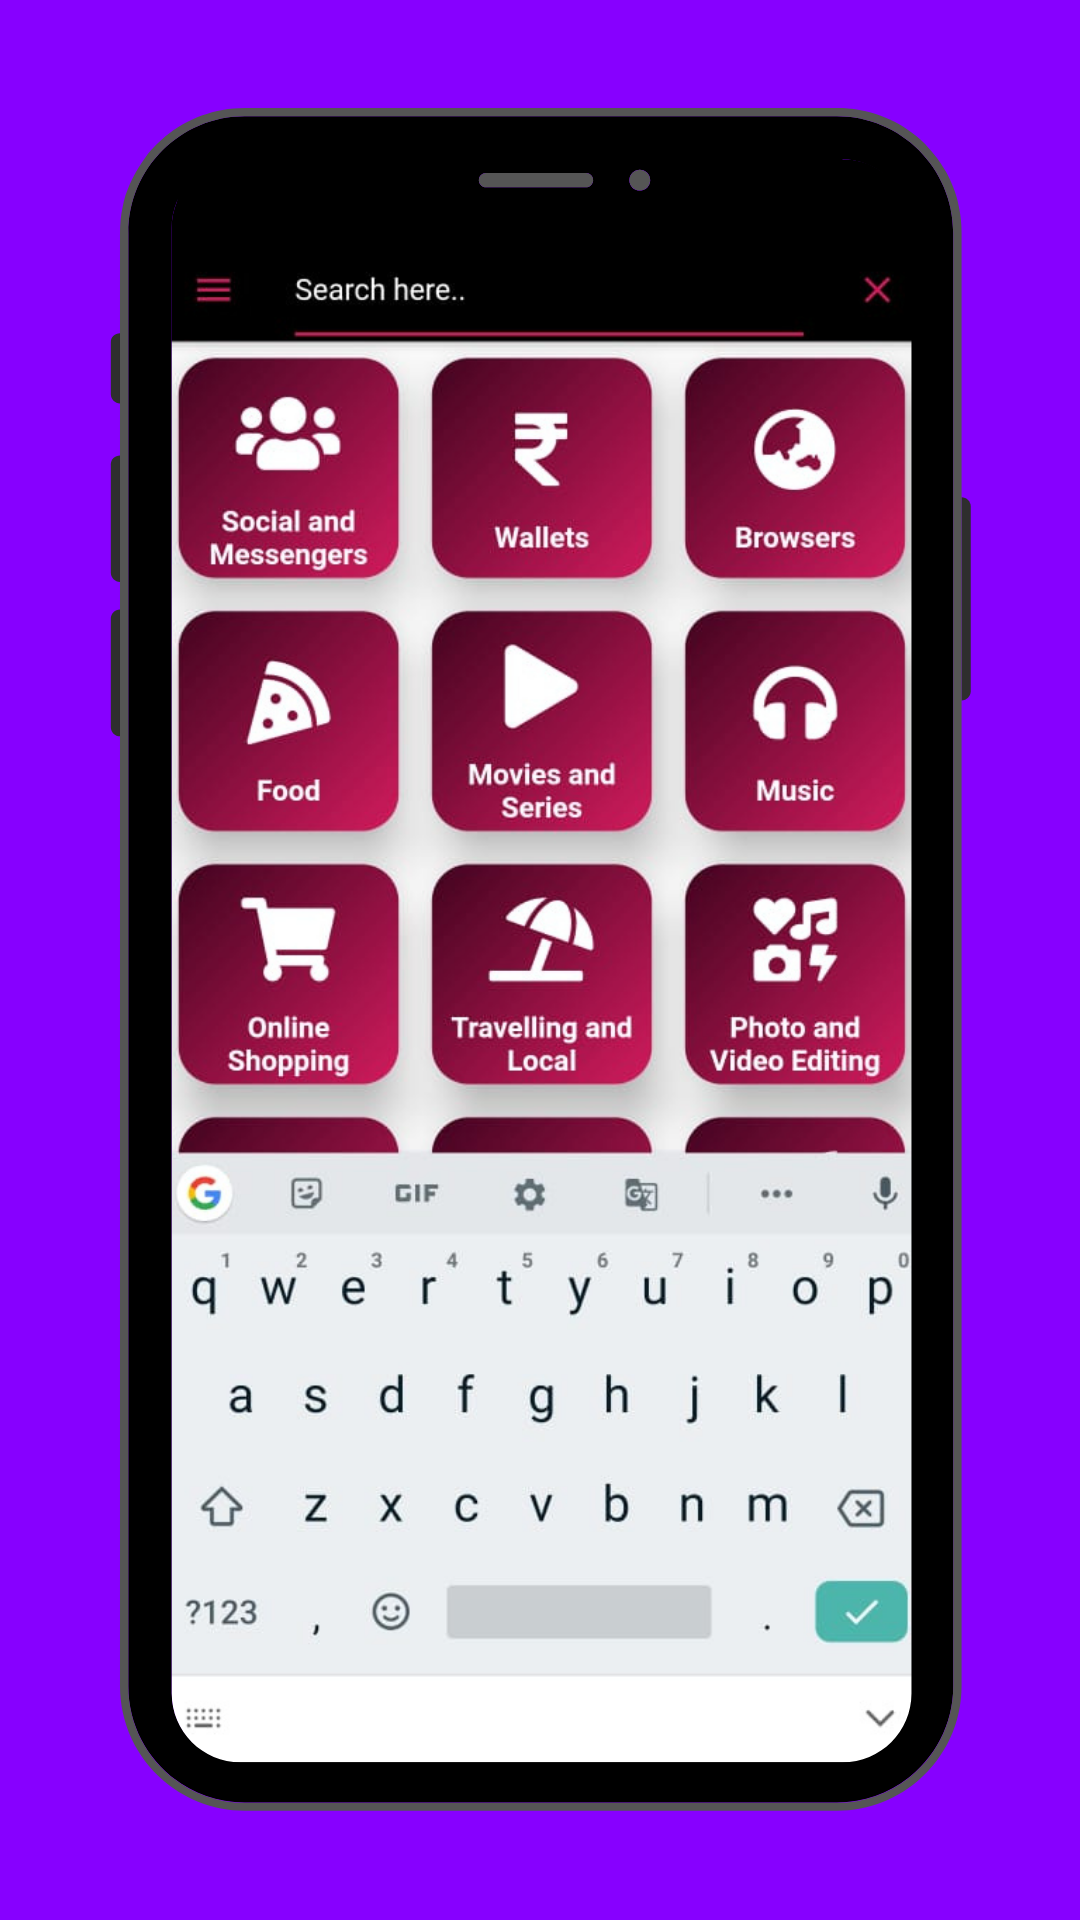 Search here..
Social and
Messengers
Wallets
Browsers
Food
Movies and
Series
Music
Online
Shopping
Travelling and
Local
Photo and
Video Editing
G GIF G
1 2 3 4 5 6 7 8 9 0
q w e r t y u i o p
a s d f g h j k l
z x c v b n m
?123 , .